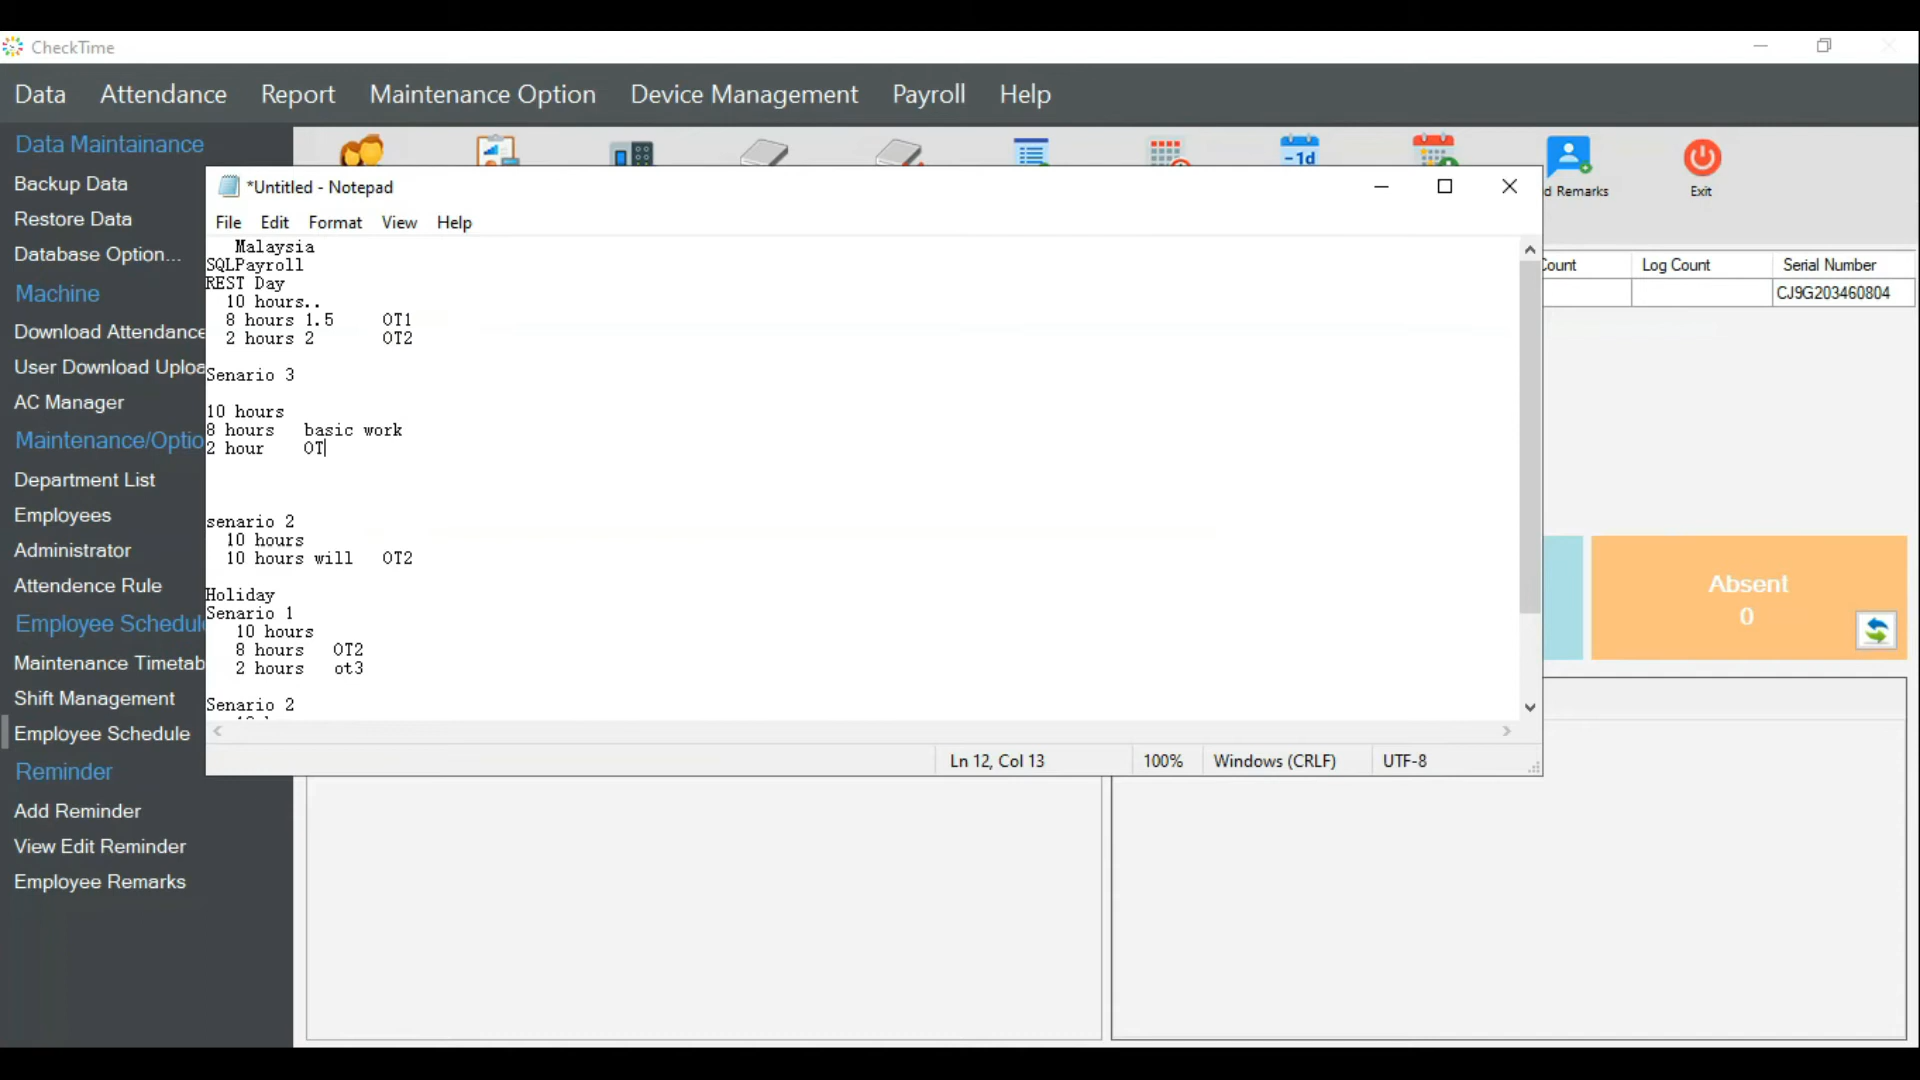 CheckTime
Data Attendance Report Maintenance Option Device Management Payroll Help
Data Maintainance
Backup Data
Restore Data
Database Option...
Machine
Download Attendance
User Download Uploa
AC Manager
Maintenance/Optio
Department List
Employees
Administrator
Attendence Rule
Employee Schedul
Maintenance Timetab
Shift Management
Employee Schedule
Reminder
Add Reminder
View Edit Reminder
Employee Remarks
-1d
d Remarks
Exit
*Untitled - Notepad
File Edit Format View Help
Malaysia
SQLPayroll
REST Day
10 hours..
8 hours 1.5 OT1
2 hours 2 OT2
Senario 3
10 hours
8 hours basic work
2 hour OT
senario 2
10 hours
10 hours will OT2
Holiday
Senario 1
10 hours
8 hours OT2
2 hours ot3
Senario 2
Ln 12, Col 13 100% Windows (CRLF) UTF-8
Count Log Count Serial Number
CJ9G203460804
Absent
0